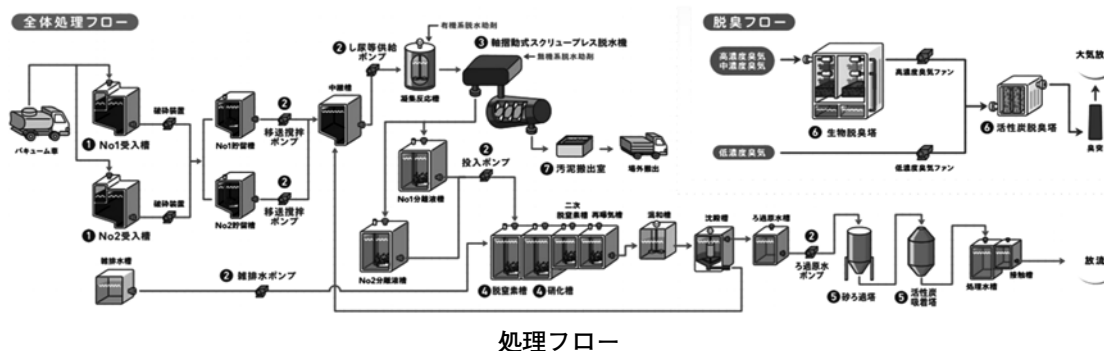 全体処理フロー
有機系脱水助剤
❷し尿等供給
ポンプ
❸軸摺動式スクリュープレス脱水機
無機系脱水助剤
中継槽
凝集反応槽
バキューム車
破砕装置
❶No1受入槽
No1貯留槽
❷
移送撹拌
ポンプ
破砕装置
❶No2受入槽
No2貯留槽
❷
移送撹拌
ポンプ
❷
投入ポンプ
No1分離液槽
❼汚泥搬出室
場外搬出
No2分離液槽
雑排水槽
❷雑排水ポンプ
二次
脱窒素槽
再曝気槽
❹脱窒素槽
❹硝化槽
混和槽
沈殿槽
ろ過原水槽
❷
ろ過原水
ポンプ
❺砂ろ過塔
❺活性炭
吸着塔
処理水槽
接触槽
放流
脱臭フロー
高濃度臭気
中濃度臭気
❻生物脱臭塔
高濃度臭気ファン
低濃度臭気
低濃度臭気ファン
❻活性炭脱臭塔
大気放
臭突
処理フロー